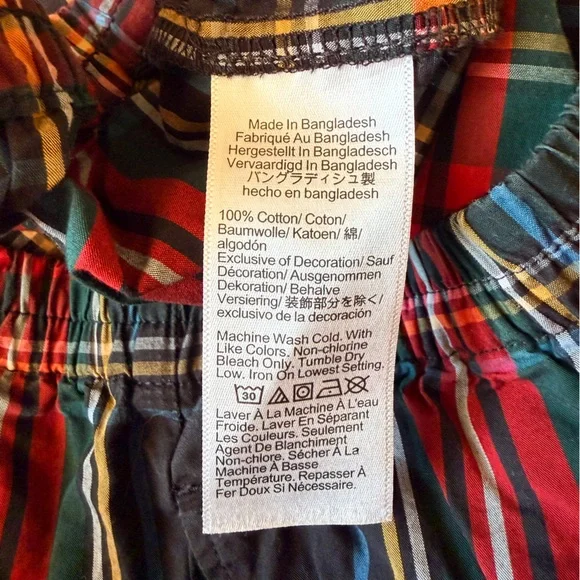 Made In Bangladesh
Fabriqué Au Bangladesh
Hergestellt In Bangladesch
Vervaardigd In Bangladesh
バングラディシュ製
hecho en bangladesh
100% Cotton/ Coton/
Baumwolle/ Katoen/ 綿/
algodón
Exclusive of Decoration/ Sauf
Décoration/ Ausgenommen
Dekoration/ Behalve
Versiering/ 装飾部分を除く/
exclusivo de la decoración
Machine Wash Cold. With
Like Colors. Non-chlorine
Bleach Only. Tumble Dry
Low. Iron On Lowest Setting.
30
Laver À La Machine À L'eau
Froide. Laver En Séparant
Les Couleurs. Seulement
Agent De Blanchiment
Non-chlore. Sécher À La
Machine À Basse
Température. Repasser À
Fer Doux Si Nécessaire.